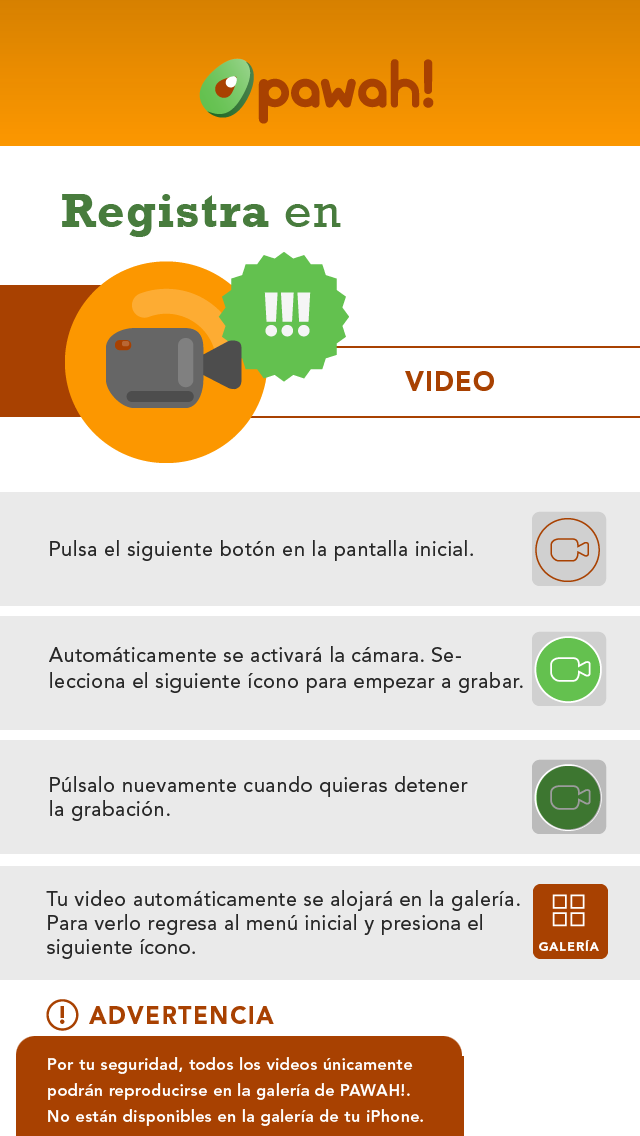 pawah!
Registra en
!!!
VIDEO
Pulsa el siguiente botón en la pantalla inicial.
Automáticamente se activará la cámara. Se-
lecciona el siguiente ícono para empezar a grabar.
Púlsalo nuevamente cuando quieras detener
la grabación.
Tu video automáticamente se alojará en la galería.
Para verlo regresa al menú inicial y presiona el
siguiente ícono.
GALERÍA
! ADVERTENCIA
Por tu seguridad, todos los videos únicamente
podrán reproducirse en la galería de PAWAH!.
No están disponibles en la galería de tu iPhone.